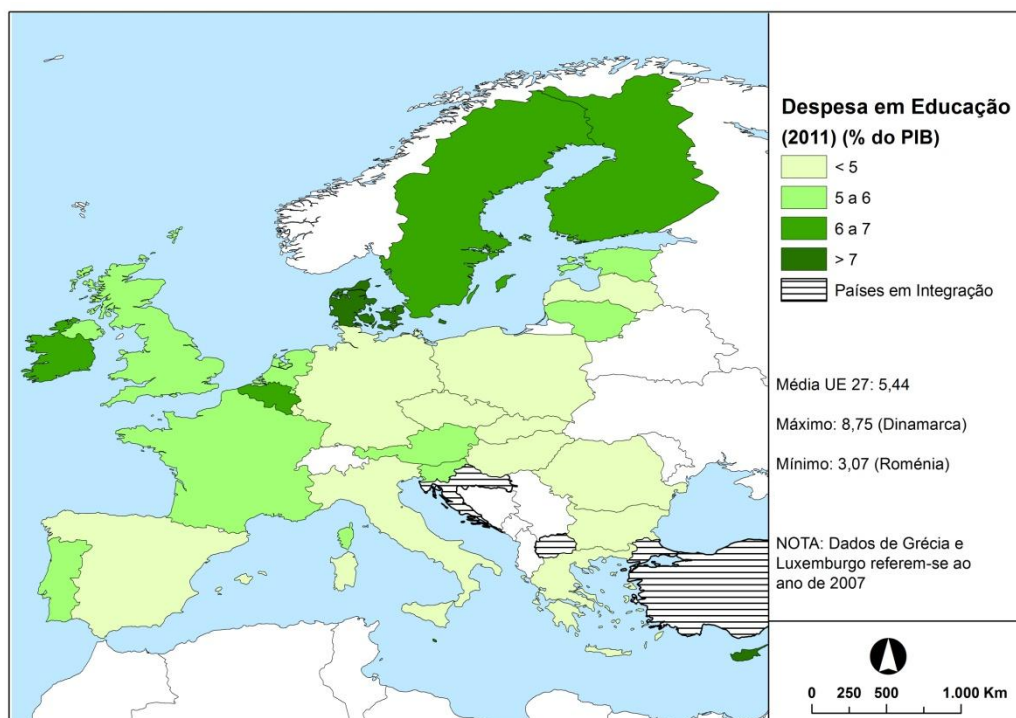 Despesa em Educação
(2011) (% do PIB)
< 5
5 a 6
6 a 7
> 7
Países em Integração
Média UE 27: 5,44
Máximo: 8,75 (Dinamarca)
Mínimo: 3,07 (Roménia)
NOTA: Dados de Grécia e
Luxemburgo referem-se ao
ano de 2007
0 250 500 1.000 Km